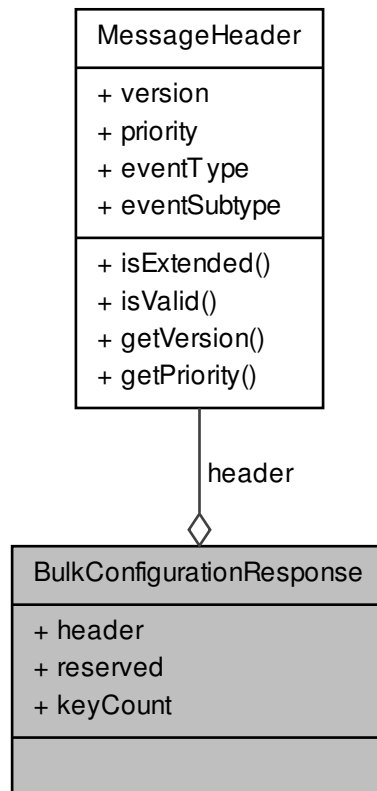 MessageHeader
+ version
+ priority
+ eventType
+ eventSubtype
+ isExtended()
+ isValid()
+ getVersion()
+ getPriority()
header
BulkConfigurationResponse
+ header
+ reserved
+ keyCount